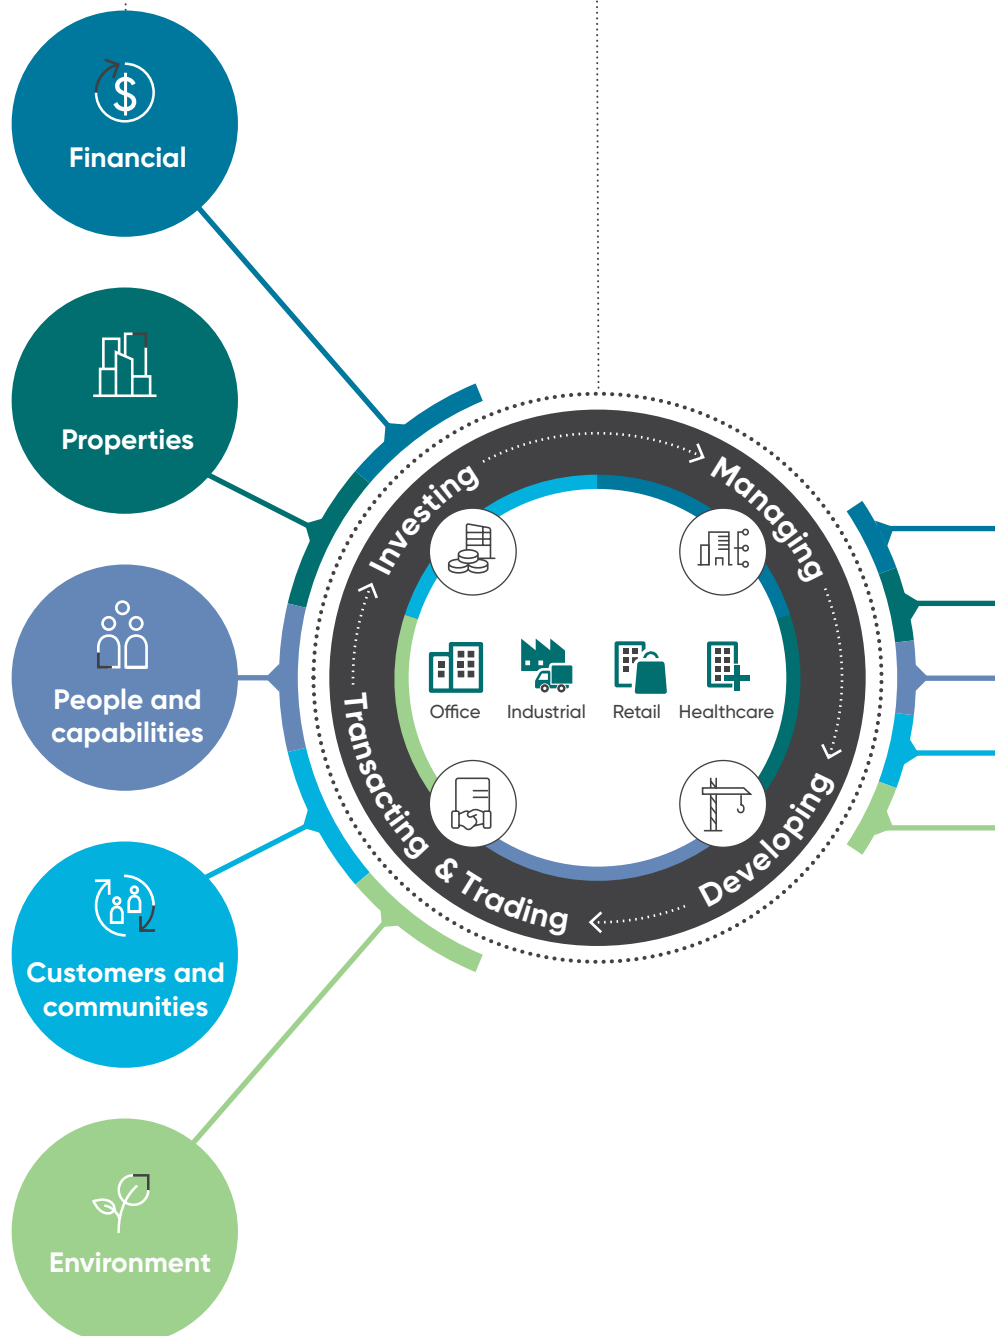 Financial
Properties
People and
capabilities
Customers and
communities
Environment
Investing
Managing
Developing
Transacting & Trading
Office
Industrial
Retail
Healthcare